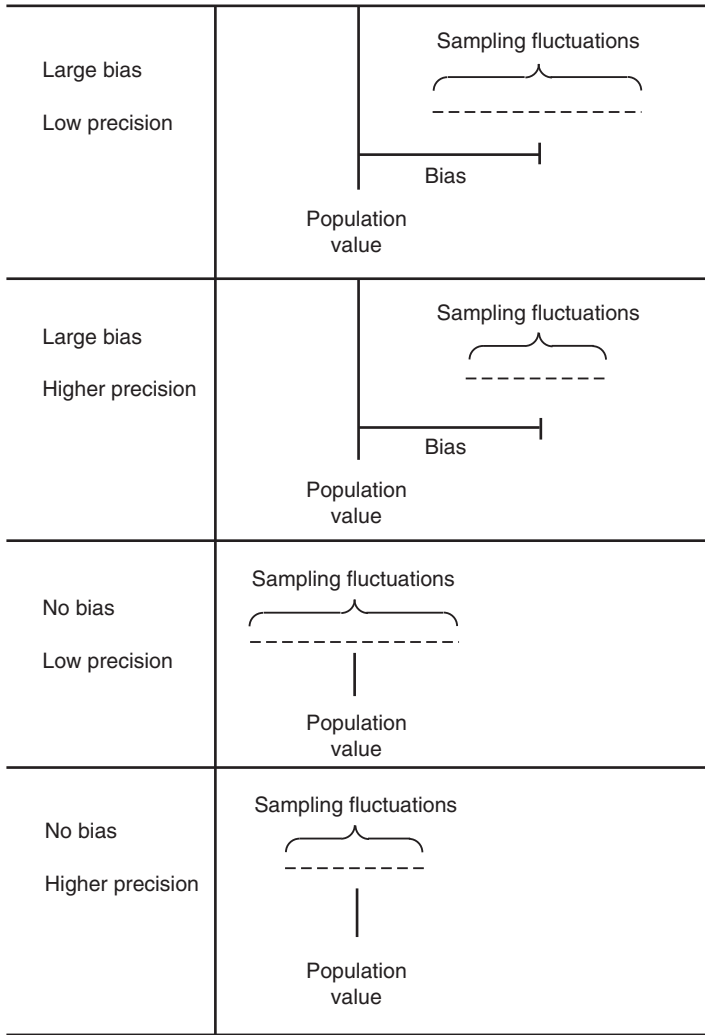 Large bias
Low precision
Sampling fluctuations
Bias
Population
value
Large bias
Higher precision
Sampling fluctuations
Bias
Population
value
No bias
Low precision
Sampling fluctuations
Population
value
No bias
Higher precision
Sampling fluctuations
Population
value